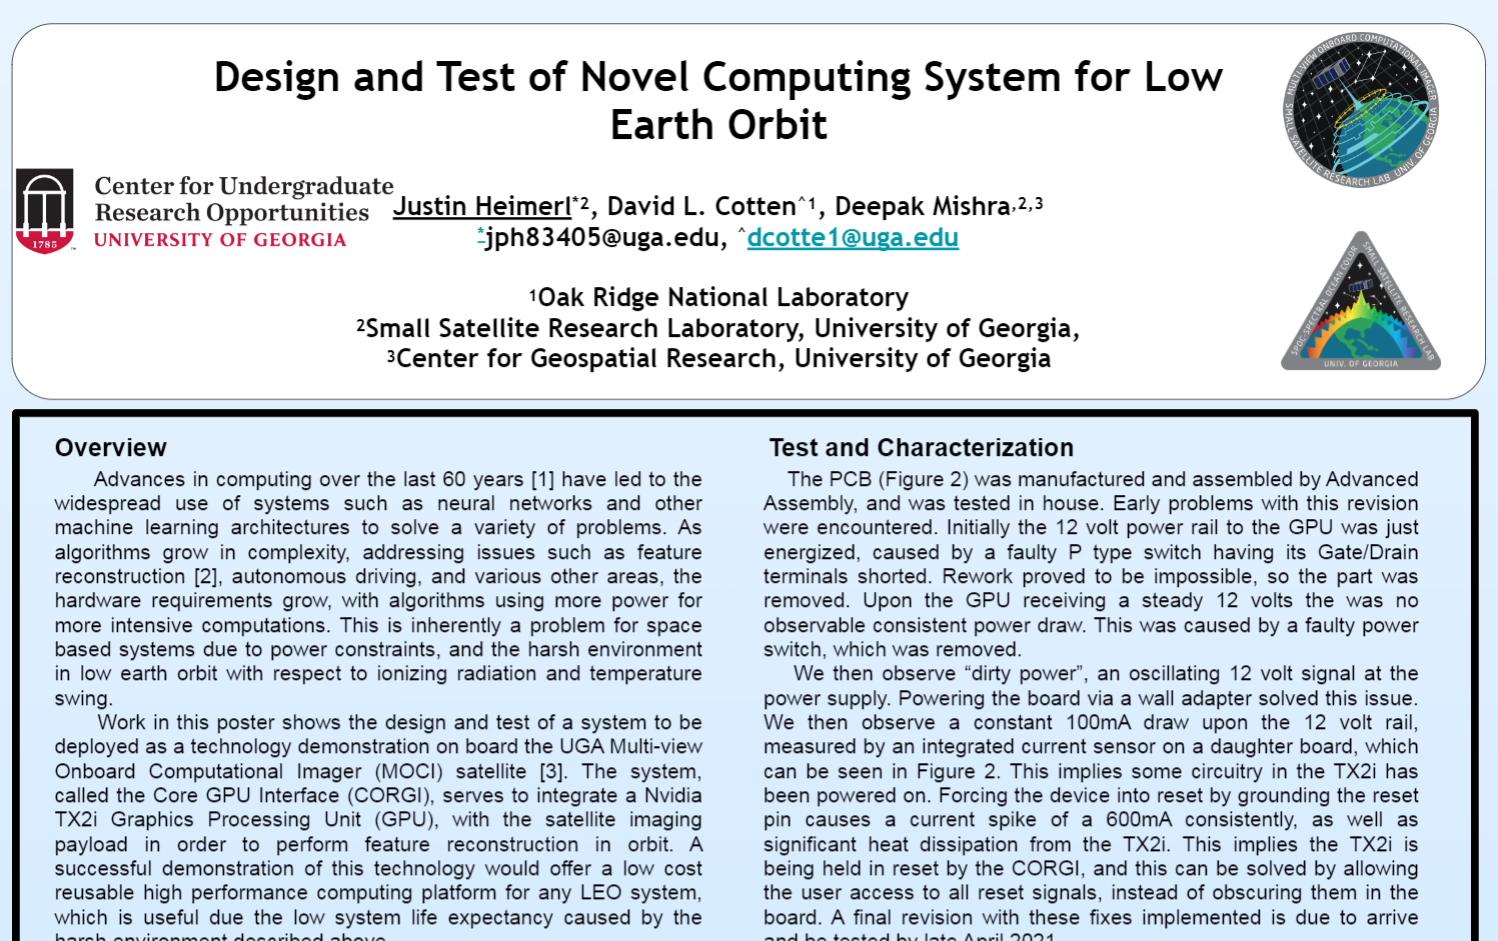 Design and Test of Novel Computing System for Low
Earth Orbit
MULTI VIEW ONBOARD COMPUTATIONAL IMAGER
SMALL SATELLITE RESEARCH LAB UNIV. OF GEORGIA
Center for Undergraduate
Research Opportunities
UNIVERSITY OF GEORGIA
1785
™
Justin Heimerl*2, David L. Cotten^1, Deepak Mishra,2,3
*jph83405@uga.edu, ^dcotte1@uga.edu
1Oak Ridge National Laboratory
2Small Satellite Research Laboratory, University of Georgia,
3Center for Geospatial Research, University of Georgia
SPOC-SPECTRAL OCEAN COLOR
SMALL SATELLITE RESEARCH LAB
UNIV. OF GEORGIA
Overview
Advances in computing over the last 60 years [1] have led to the
widespread use of systems such as neural networks and other
machine learning architectures to solve a variety of problems. As
algorithms grow in complexity, addressing issues such as feature
reconstruction [2], autonomous driving, and various other areas, the
hardware requirements grow, with algorithms using more power for
more intensive computations. This is inherently a problem for space
based systems due to power constraints, and the harsh environment
in low earth orbit with respect to ionizing radiation and temperature
swing.
Work in this poster shows the design and test of a system to be
deployed as a technology demonstration on board the UGA Multi-view
Onboard Computational Imager (MOCI) satellite [3]. The system,
called the Core GPU Interface (CORGI), serves to integrate a Nvidia
TX2i Graphics Processing Unit (GPU), with the satellite imaging
payload in order to perform feature reconstruction in orbit. A
successful demonstration of this technology would offer a low cost
reusable high performance computing platform for any LEO system,
which is useful due the low system life expectancy caused by the
harsh environment described above.
Test and Characterization
The PCB (Figure 2) was manufactured and assembled by Advanced
Assembly, and was tested in house. Early problems with this revision
were encountered. Initially the 12 volt power rail to the GPU was just
energized, caused by a faulty P type switch having its Gate/Drain
terminals shorted. Rework proved to be impossible, so the part was
removed. Upon the GPU receiving a steady 12 volts the was no
observable consistent power draw. This was caused by a faulty power
switch, which was removed.
We then observe “dirty power”, an oscillating 12 volt signal at the
power supply. Powering the board via a wall adapter solved this issue.
We then observe a constant 100mA draw upon the 12 volt rail,
measured by an integrated current sensor on a daughter board, which
can be seen in Figure 2. This implies some circuitry in the TX2i has
been powered on. Forcing the device into reset by grounding the reset
pin causes a current spike of a 600mA consistently, as well as
significant heat dissipation from the TX2i. This implies the TX2i is
being held in reset by the CORGI, and this can be solved by allowing
the user access to all reset signals, instead of obscuring them in the
board. A final revision with these fixes implemented is due to arrive
and be tested by late April 2021.